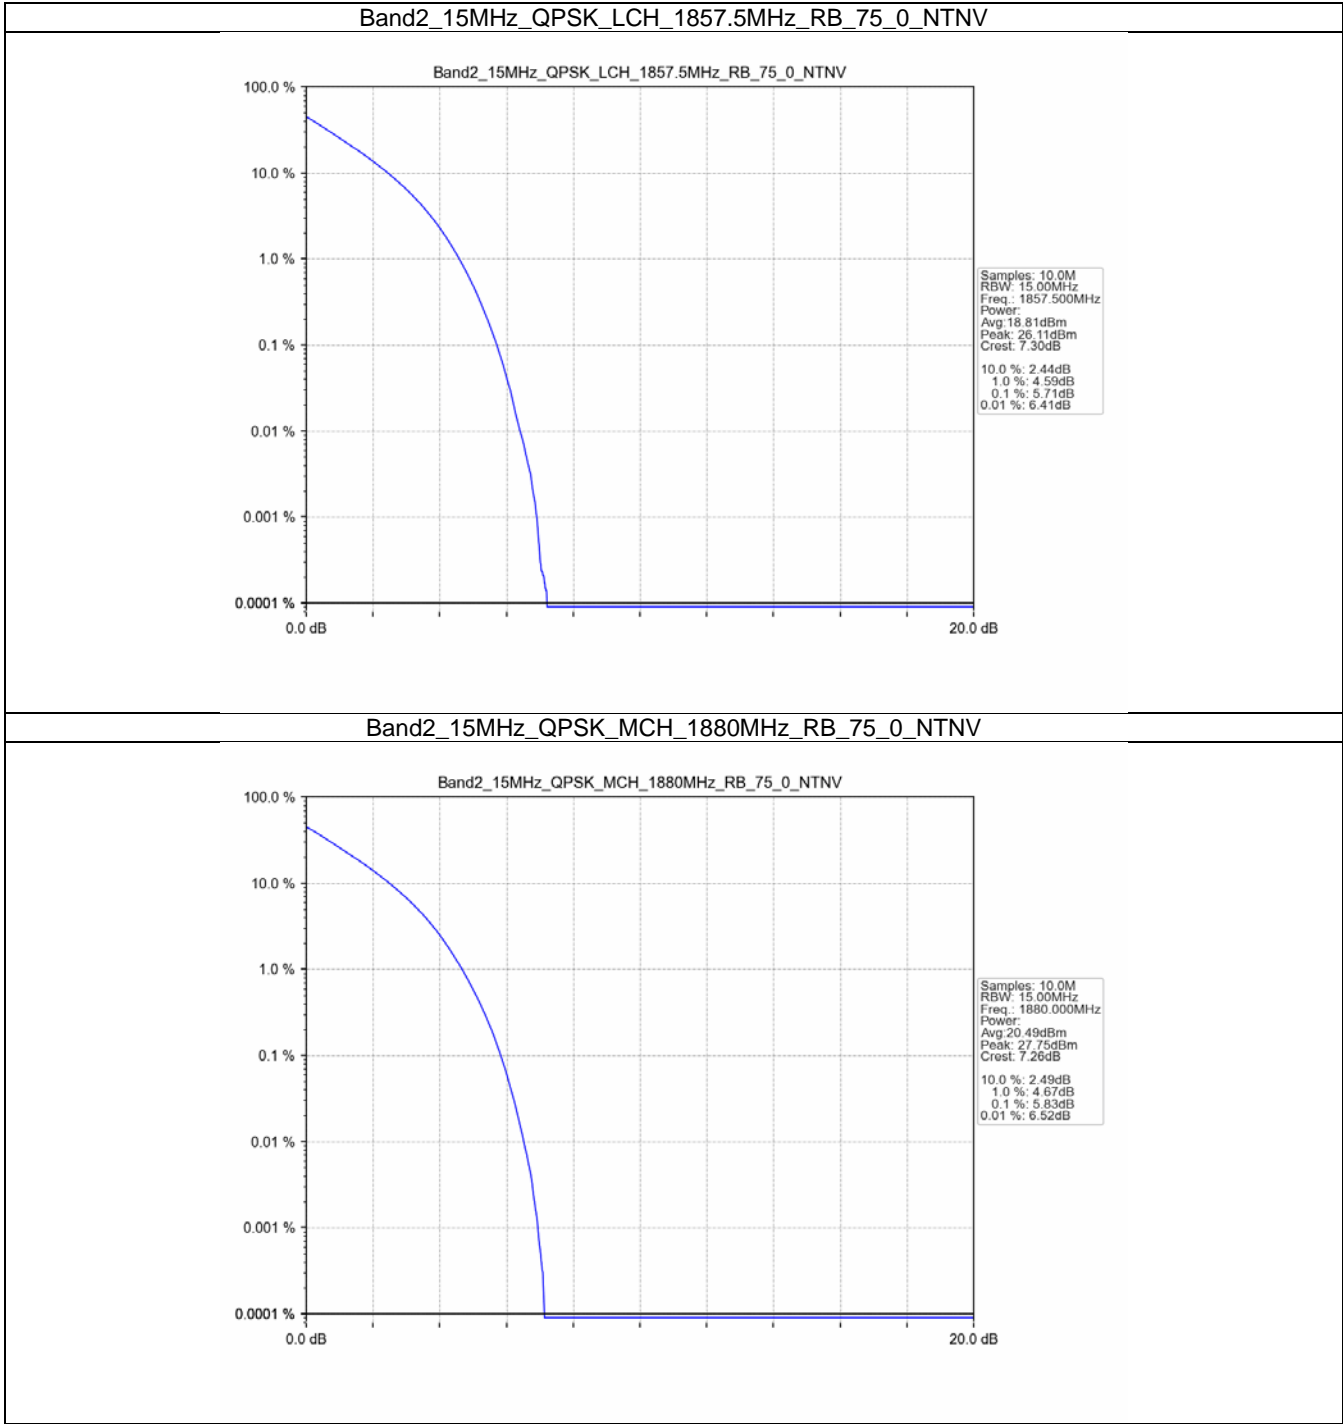 Band2_15MHz_QPSK_LCH_1857.5MHz_RB_75_0_NTNV
Band2_15MHz_QPSK_LCH_1857.5MHz_RB_75_0_NTNV
100.0 %
10.0 %
1.0 %
0.1 %
0.01 %
0.001 %
0.0001 %
0.0 dB
20.0 dB
Samples: 10.0M
RBW: 15.00MHz
Freq.: 1857.500MHz
Power:
Avg:18.81dBm
Peak: 26.11dBm
Crest: 7.30dB
10.0 %: 2.44dB
1.0 %: 4.59dB
0.1 %: 5.71dB
0.01 %: 6.41dB
Band2_15MHz_QPSK_MCH_1880MHz_RB_75_0_NTNV
Band2_15MHz_QPSK_MCH_1880MHz_RB_75_0_NTNV
100.0 %
10.0 %
1.0 %
0.1 %
0.01 %
0.001 %
0.0001 %
0.0 dB
20.0 dB
Samples: 10.0M
RBW: 15.00MHz
Freq.: 1880.000MHz
Power:
Avg:20.49dBm
Peak: 27.75dBm
Crest: 7.26dB
10.0 %: 2.49dB
1.0 %: 4.67dB
0.1 %: 5.83dB
0.01 %: 6.52dB